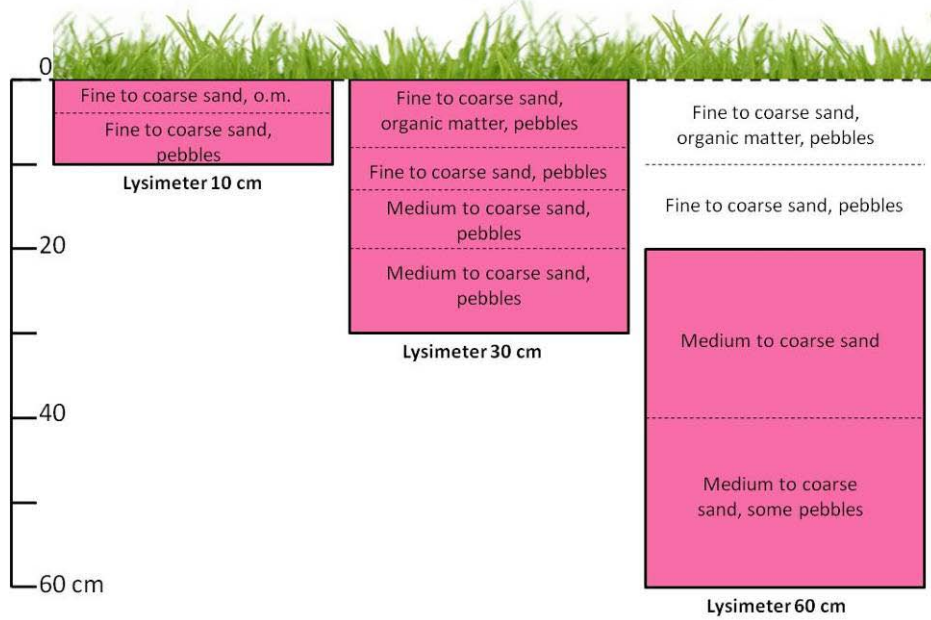 0
20
40
60 cm
Fine to coarse sand, o.m.
Fine to coarse sand,
pebbles
Lysimeter 10 cm
Fine to coarse sand,
organic matter, pebbles
Fine to coarse sand, pebbles
Medium to coarse sand,
pebbles
Medium to coarse sand,
pebbles
Lysimeter 30 cm
Fine to coarse sand,
organic matter, pebbles
Fine to coarse sand, pebbles
Medium to coarse sand
Medium to coarse
sand, some pebbles
Lysimeter 60 cm